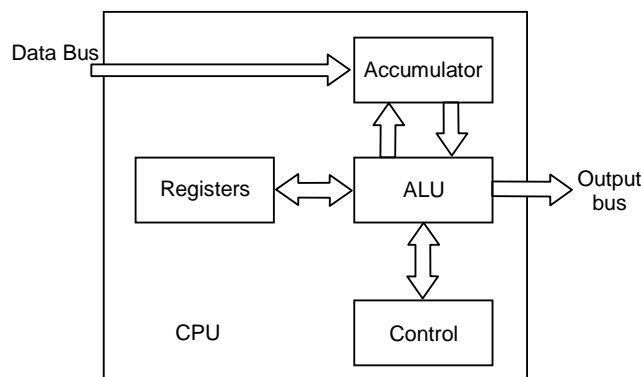 Data Bus
Accumulator
Registers
ALU
Output
bus
CPU
Control